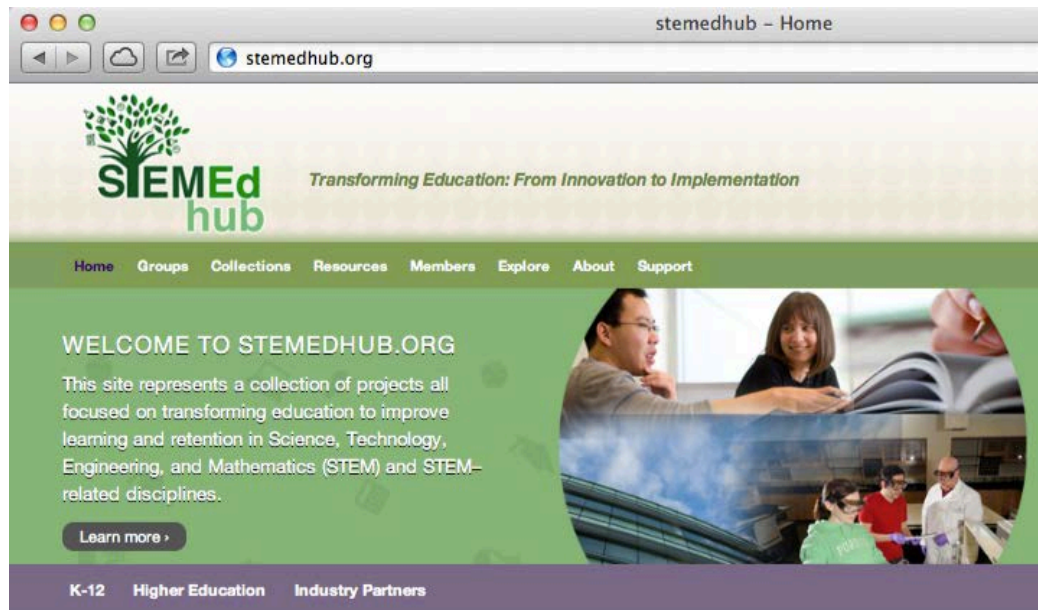 stemedhub – Home
stemedhub.org
STEMEd
hub
Transforming Education: From Innovation to Implementation
Home Groups Collections Resources Members Explore About Support
WELCOME TO STEMEDHUB.ORG
This site represents a collection of projects all
focused on transforming education to improve
learning and retention in Science, Technology,
Engineering, and Mathematics (STEM) and STEM–
related disciplines.
Learn more ›
K-12 Higher Education Industry Partners